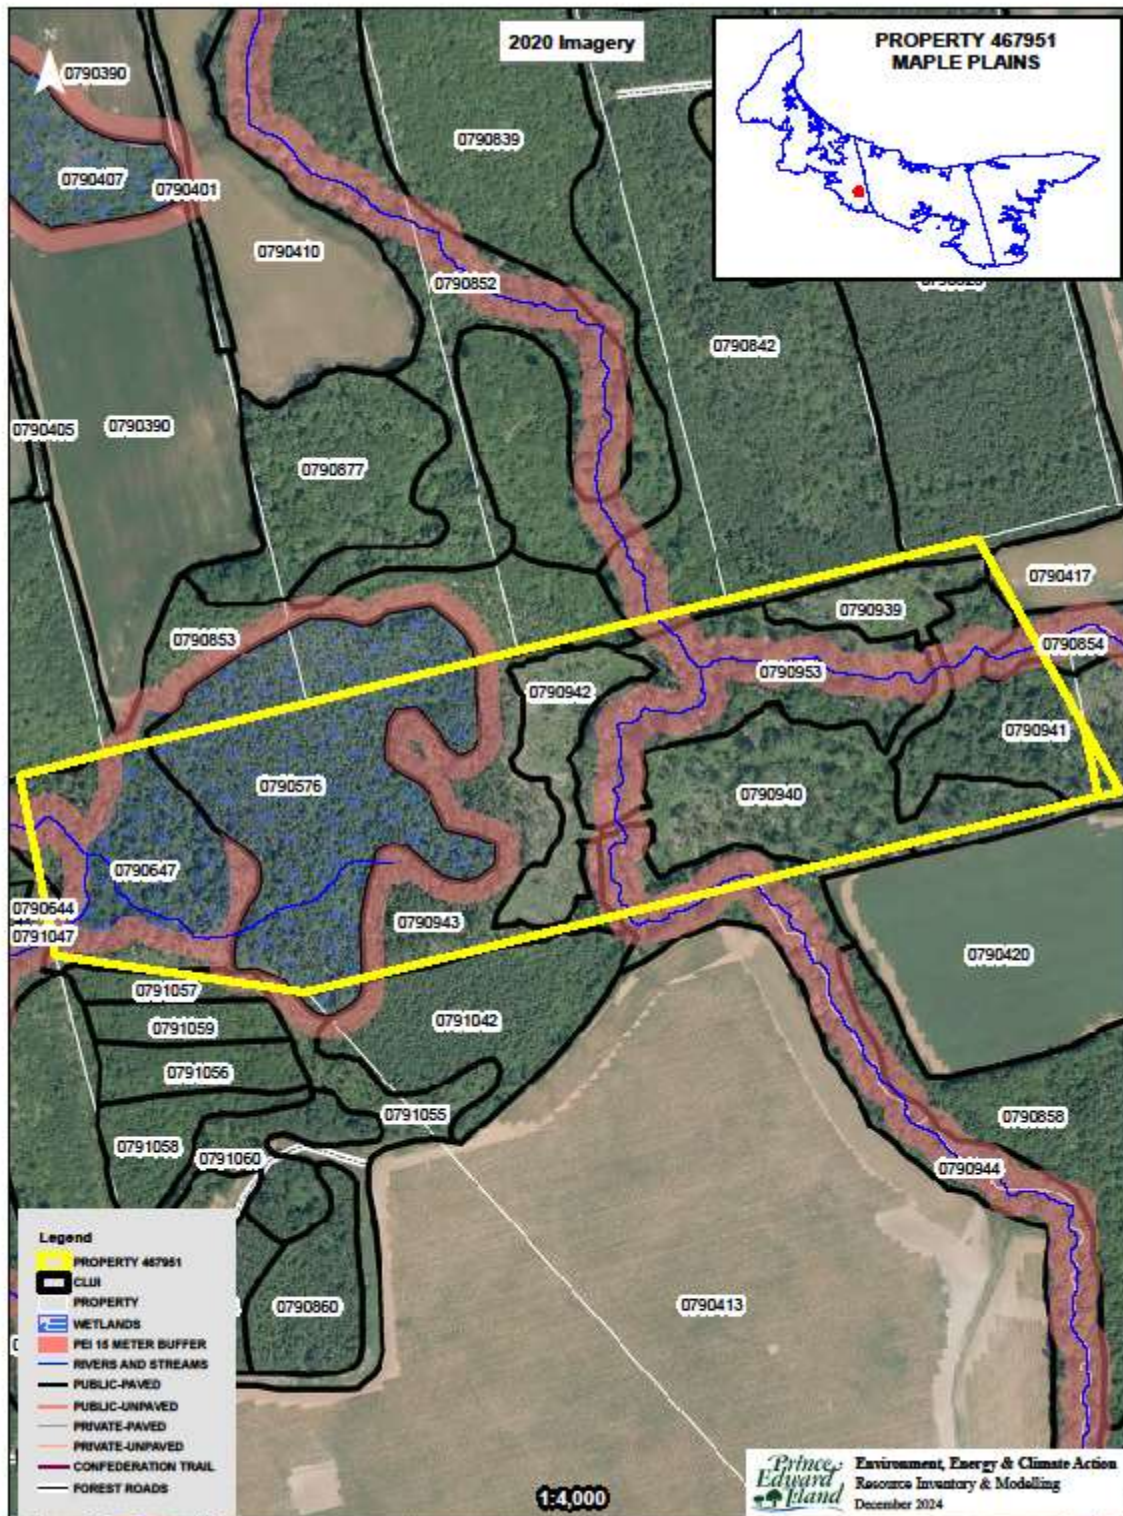 2020 Imagery
PROPERTY 467951
MAPLE PLAINS
N
0790390
0790839
0790407
0790401
0790410
0790852
0790842
0790405
0790390
0790877
0790417
0790939
0790853
0790854
0790953
0790942
0790941
0790576
0790940
0790647
0790644
0790943
0791047
0790420
0791057
0791042
0791059
0791056
0791055
0790858
0791058
0791060
0790944
0790860
0790413
Legend
PROPERTY 467951
CLUI
PROPERTY
WETLANDS
PEI 15 METER BUFFER
RIVERS AND STREAMS
PUBLIC-PAVED
PUBLIC-UNPAVED
PRIVATE-PAVED
PRIVATE-UNPAVED
CONFEDERATION TRAIL
FOREST ROADS
1:4,000
Prince
Edward
Island
Environment, Energy & Climate Action
Resource Inventory & Modelling
December 2024